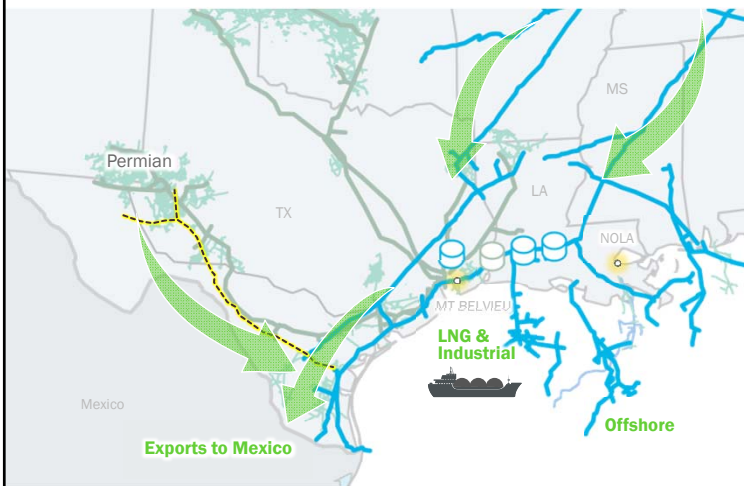 MS
Permian
LA
TX
NOLA
MT BELVIEU
LNG &
Industrial
Mexico
Offshore
Exports to Mexico